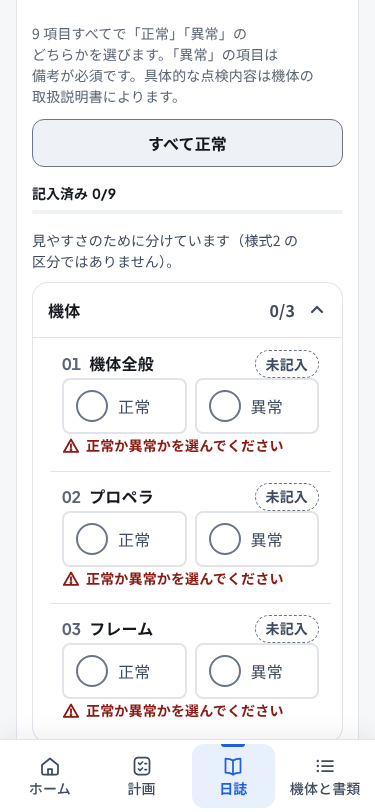 9 項目すべてで「正常」「異常」の
どちらかを選びます。「異常」の項目は
備考が必須です。具体的な点検内容は機体の
取扱説明書によります。
すべて正常
記入済み 0/9
見やすさのために分けています（様式2 の
区分ではありません）。
機体 0/3
01 機体全般 未記入
正常 異常
正常か異常かを選んでください
02 プロペラ 未記入
正常 異常
正常か異常かを選んでください
03 フレーム 未記入
正常 異常
正常か異常かを選んでください
ホーム 計画 日誌 機体と書類